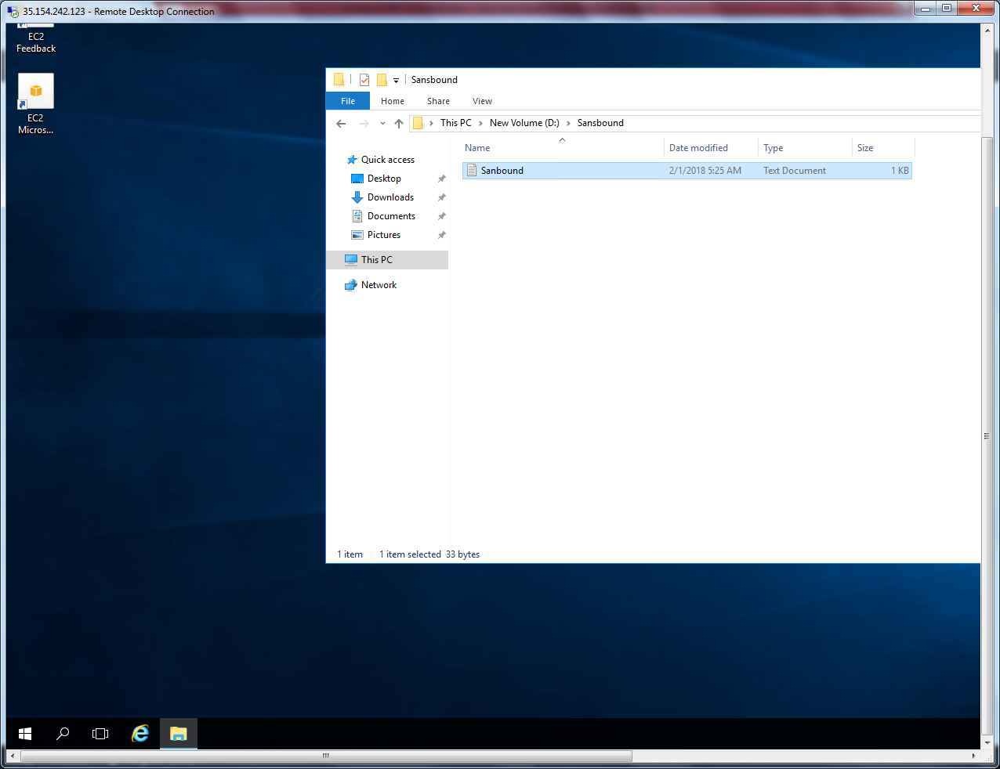 35.154.242.123 - Remote Desktop Connection
EC2
Feedback
EC2
Micros...
Sansbound
File Home Share View
This PC New Volume (D:) Sansbound
Name Date modified Type Size
Sanbound 2/1/2018 5:25 AM Text Document 1 KB
Quick access
Desktop
Downloads
Documents
Pictures
This PC
Network
1 item 1 item selected 33 bytes